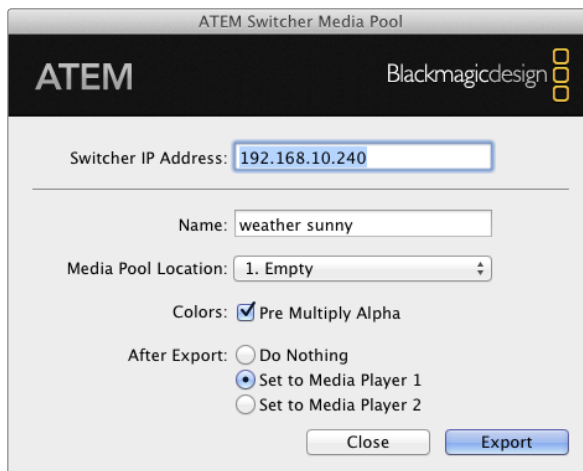 ATEM Switcher Media Pool
ATEM
Blackmagicdesign
Switcher IP Address: 192.168.10.240
Name: weather sunny
Media Pool Location: 1. Empty
Colors: Pre Multiply Alpha
After Export: Do Nothing
Set to Media Player 1
Set to Media Player 2
Close Export